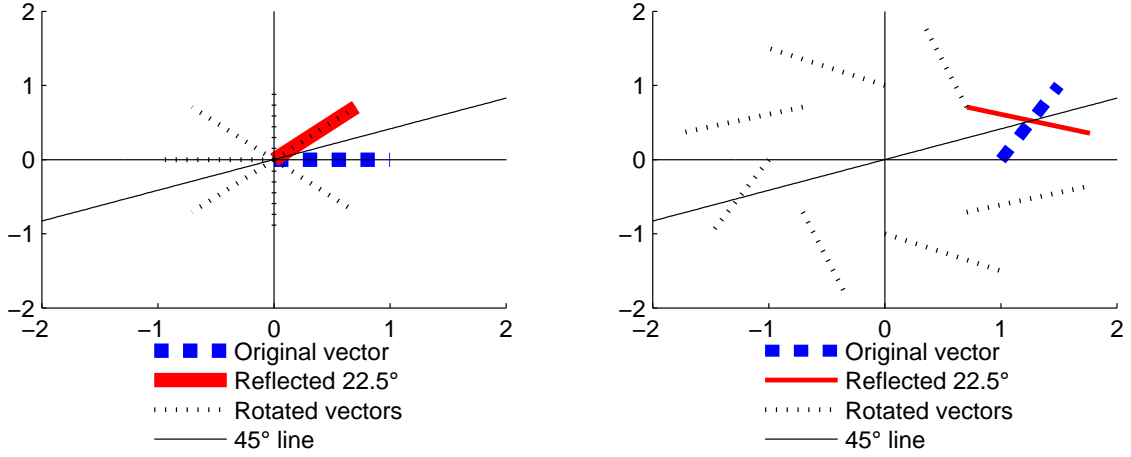 2
1
0
−1
−2
−2
−1
0
1
2
Original vector
Reflected 22.5°
Rotated vectors
45° line
2
1
0
−1
−2
−2
−1
0
1
2
Original vector
Reflected 22.5°
Rotated vectors
45° line